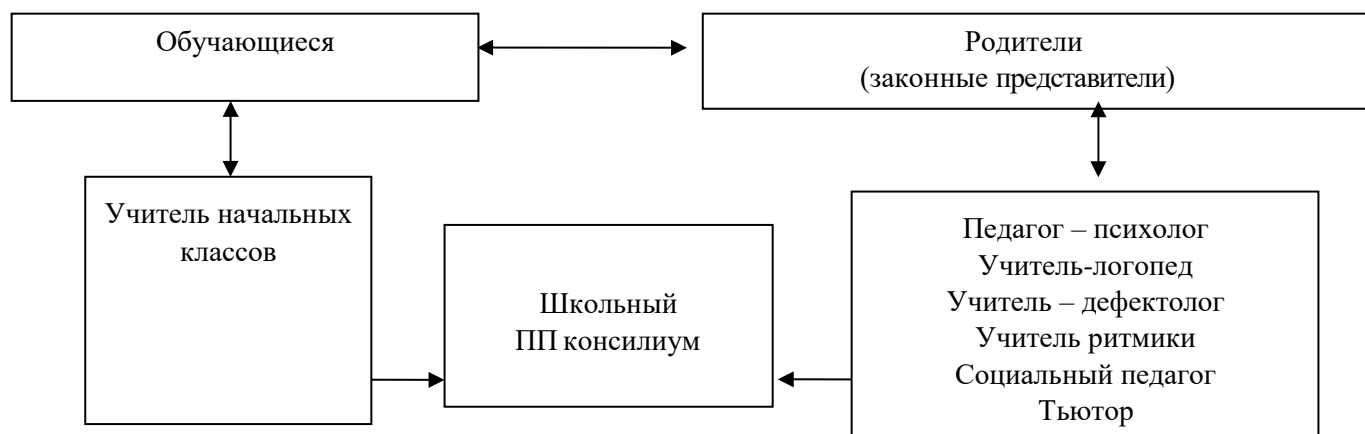 Обучающиеся
Родители
(законные представители)
Учитель начальных
классов
Школьный
ПП консилиум
Педагог – психолог
Учитель-логопед
Учитель – дефектолог
Учитель ритмики
Социальный педагог
Тьютор